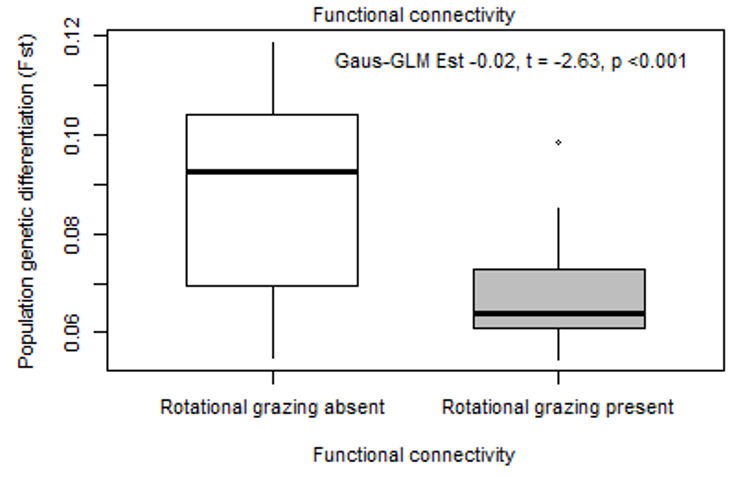 Functional connectivity
Gaus-GLM Est -0.02, t = -2.63, p <0.001
Population genetic differentiation (Fst)
0.12
0.10
0.08
0.06
Rotational grazing absent
Rotational grazing present
Functional connectivity